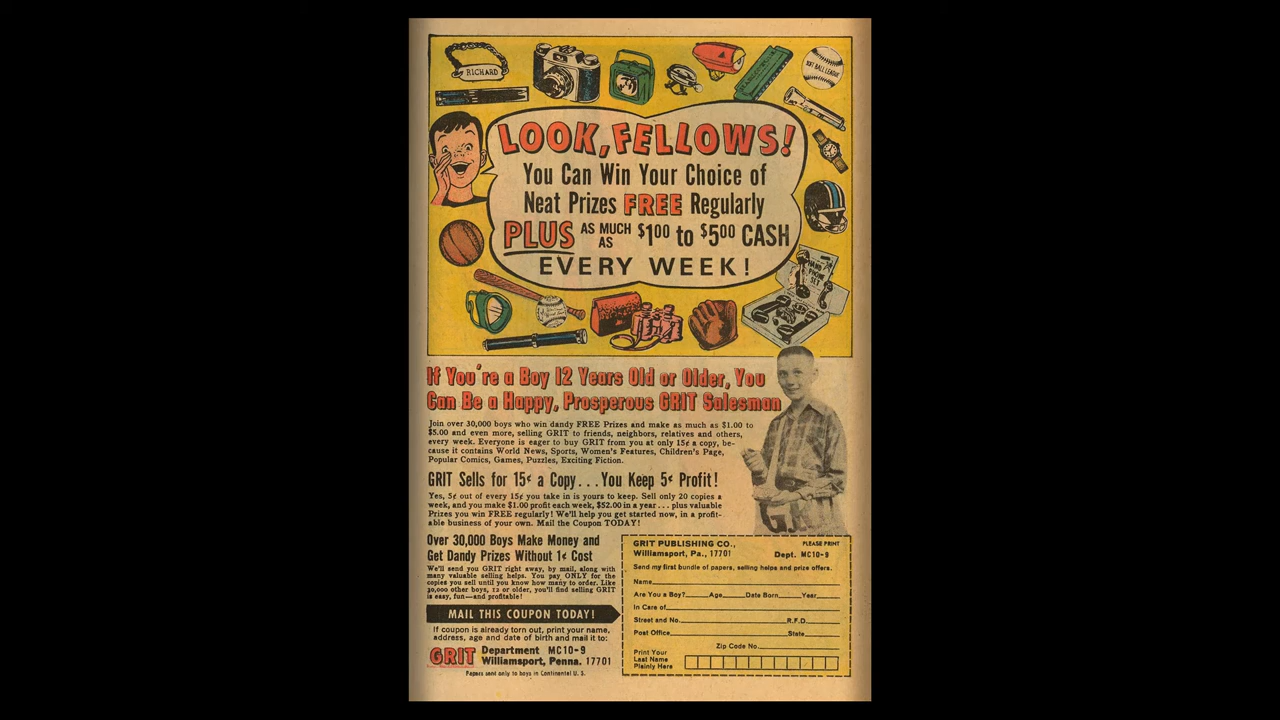 RICHARD
SOFT BALL LEAGUE
LOOK, FELLOWS!
You Can Win Your Choice of
Neat Prizes FREE Regularly
PLUS AS MUCH AS $1.00 to $5.00 CASH
EVERY WEEK!
HAND PHONE SET
If You're a Boy 12 Years Old or Older, You
Can Be a Happy, Prosperous GRIT Salesman
Join over 30,000 boys who win dandy FREE Prizes and make as much as $1.00 to
$5.00 and even more, selling GRIT to friends, neighbors, relatives and others,
every week. Everyone is eager to buy GRIT from you at only 15¢ a copy, be-
cause it contains World News, Sports, Women's Features, Children's Page,
Popular Comics, Games, Puzzles, Exciting Fiction.
GRIT Sells for 15¢ a Copy...You Keep 5¢ Profit!
Yes, 5¢ out of every 15¢ you take in is yours to keep. Sell only 20 copies a
week, and you make $1.00 profit each week, $52.00 in a year... plus valuable
Prizes you win FREE regularly! We'll help you get started now, in a profit-
able business of your own. Mail the Coupon TODAY!
Over 30,000 Boys Make Money and
Get Dandy Prizes Without 1¢ Cost
We'll send you GRIT right away, by mail, along with
many valuable selling helps. You pay ONLY for the
copies you sell until you know how many to order. Like
30,000 other boys, 12 or older, you'll find selling GRIT
is easy, fun—and profitable!
MAIL THIS COUPON TODAY!
If coupon is already torn out, print your name,
address, age and date of birth and mail it to:
GRIT Department MC10-9
Williamsport, Penna. 17701
Papers sent only to boys in Continental U. S.
GRIT PUBLISHING CO., PLEASE PRINT
Williamsport, Pa., 17701 Dept. MC10-9
Send my first bundle of papers, selling helps and prize offers.
Name
Are You a Boy? Age Date Born Year
In Care of
Street and No. R.F.D.
Post Office State
Zip Code No.
Print Your
Last Name
Plainly Here